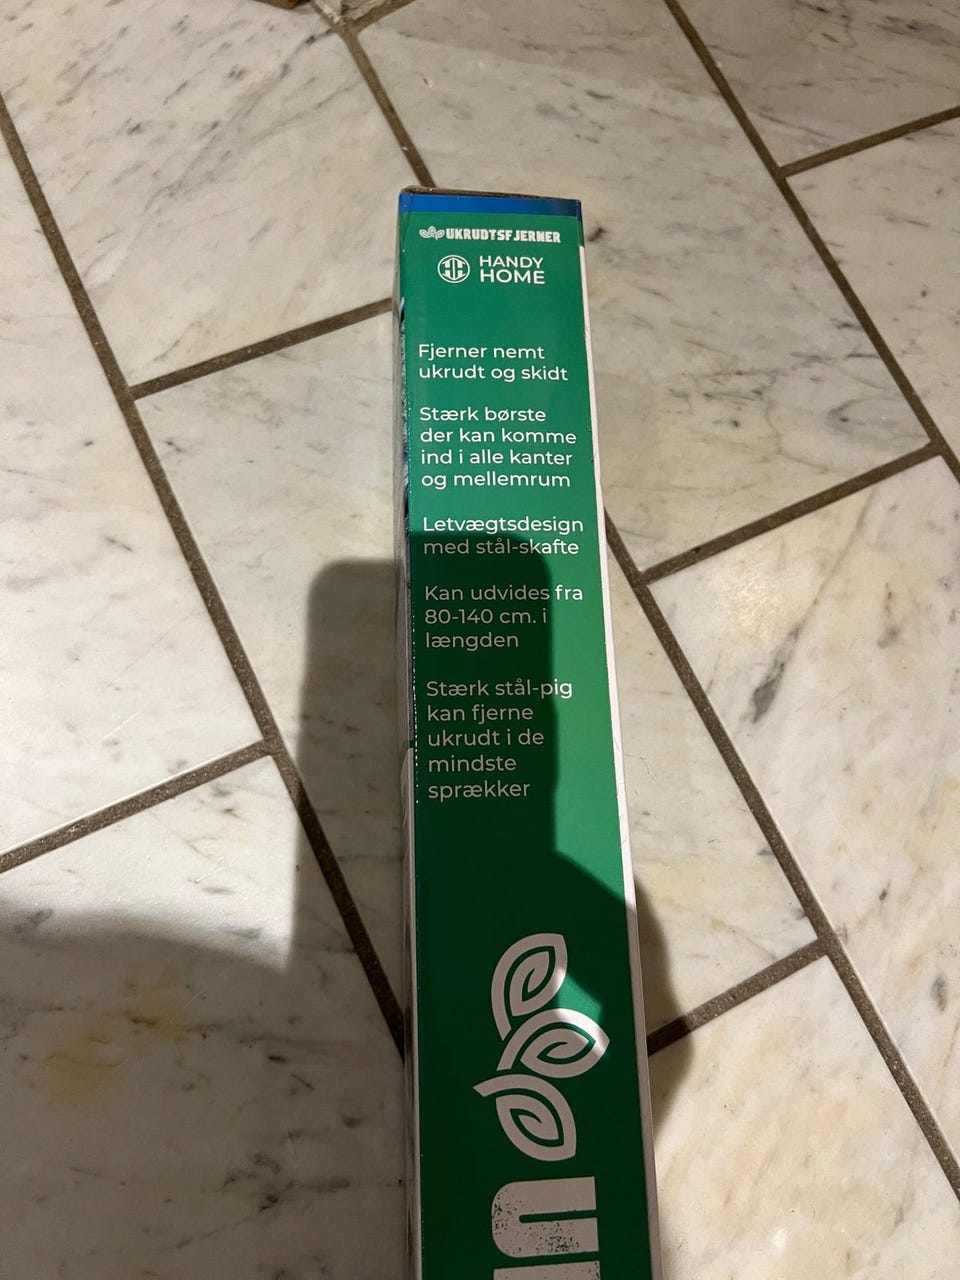 UKRUDTSFJERNER
HANDY
HOME
Fjerner nemt
ukrudt og skidt
Stærk børste
der kan komme
ind i alle kanter
og mellemrum
Letvægtsdesign
med stål-skafte
Kan udvides fra
80-140 cm. i
længden
Stærk stål-pig
kan fjerne
ukrudt i de
mindste
sprækker